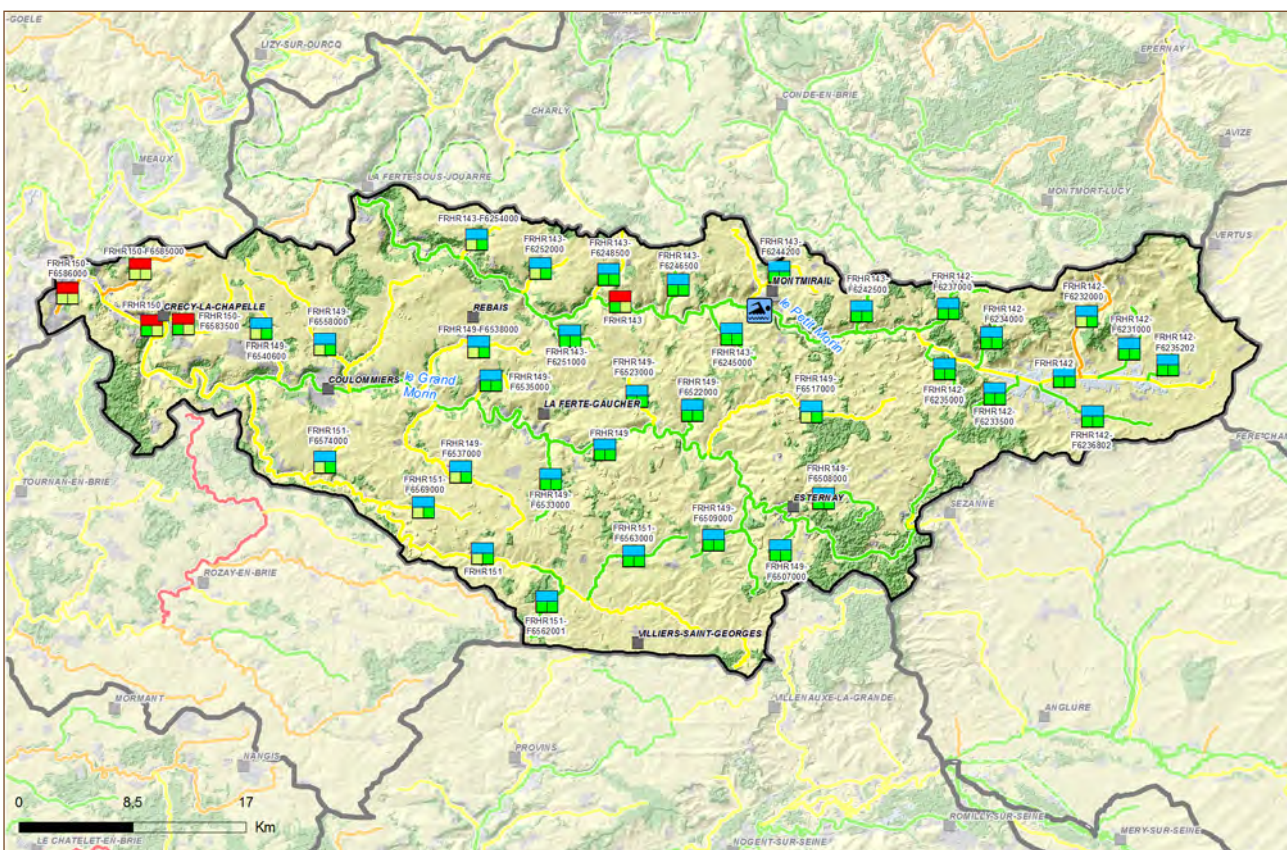 -GOELE
LIZY-SUR-OURCQ
EPERNAY
CONDE-EN-BRIE
CHARLY
AVIZE
MEAUX
LA FERTE-SOUS-JOUARRE
MONTMORT-LUCY
VERTUS
FRHR150-F6585000
FRHR150-
F6586000
FRHR143-F6254000
FRHR143-
F6252000
FRHR143-
F6248500
FRHR143-
F6246500
FRHR143-
F6244200
MONTMIRAIL
le Petit Morin
FRHR143-
F6242500
FRHR142-
F6237000
FRHR142-
F6234000
FRHR142-
F6232000
FRHR142-
F6231000
FRHR142-
F6235202
CRECY-LA-CHAPELLE
FRHR150
FRHR150-
F6583500
FRHR149-
F6540600
FRHR149-
F6558000
REBAIS
FRHR149-F6538000
FRHR143
FRHR143-
F6251000
FRHR143-
F6245000
FRHR142
FRHR142-
F6235000
FRHR142-
F6233500
FRHR142-
F6236802
COULOMMIERS
le Grand
Morin
FRHR149-
F6535000
FRHR149-
F6523000
FRHR149-
F6522000
FRHR149-
F6517000
LA FERTE-GAUCHER
FRHR149
FRHR151-
F6574000
FRHR149-
F6537000
FRHR149-
F6533000
FRHR151-
F6569000
FRHR149-
F6508000
ESTERNAY
FRHR149-
F6509000
FRHR149-
F6507000
FRHR151-
F6563000
FRHR151
FRHR151-
F6562001
VILLIERS-SAINT-GEORGES
TOURNAN-EN-BRIE
ROZAY-EN-BRIE
SEZANNE
MORMANT
NANGIS
PROVINS
VILLENAUXE-LA-GRANDE
ANGLURE
ROMILLY-SUR-SEINE
MERY-SUR-SEINE
NOGENT-SUR-SEINE
LE CHATELET-EN-BRIE
0 8,5 17
Km